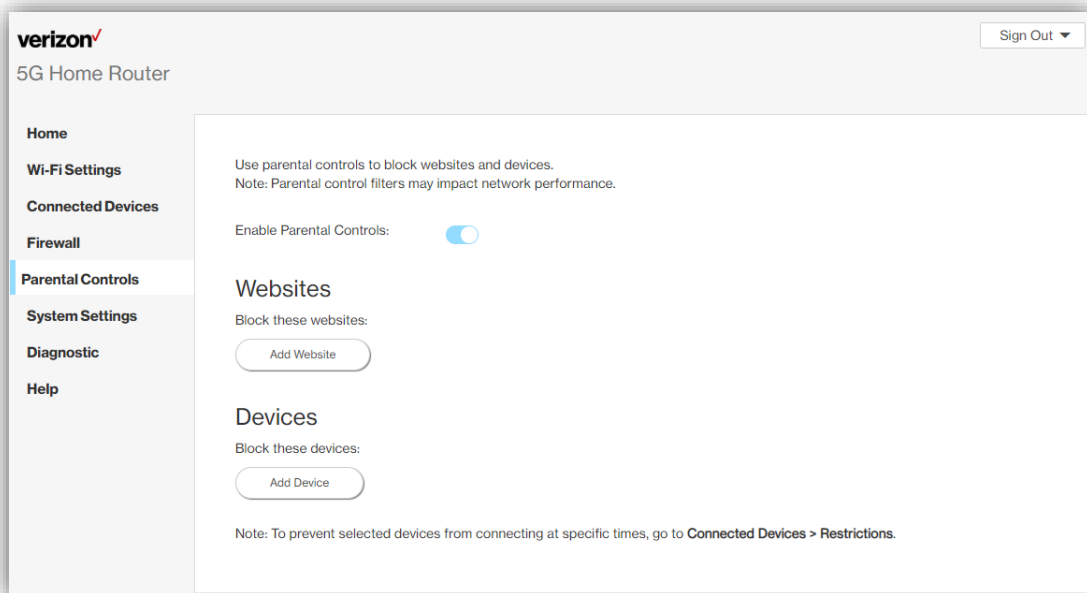 verizon✓
Sign Out ▼
5G Home Router
Home
Wi-Fi Settings
Connected Devices
Firewall
Parental Controls
System Settings
Diagnostic
Help
Use parental controls to block websites and devices.
Note: Parental control filters may impact network performance.
Enable Parental Controls:
Websites
Block these websites:
Add Website
Devices
Block these devices:
Add Device
Note: To prevent selected devices from connecting at specific times, go to Connected Devices > Restrictions.